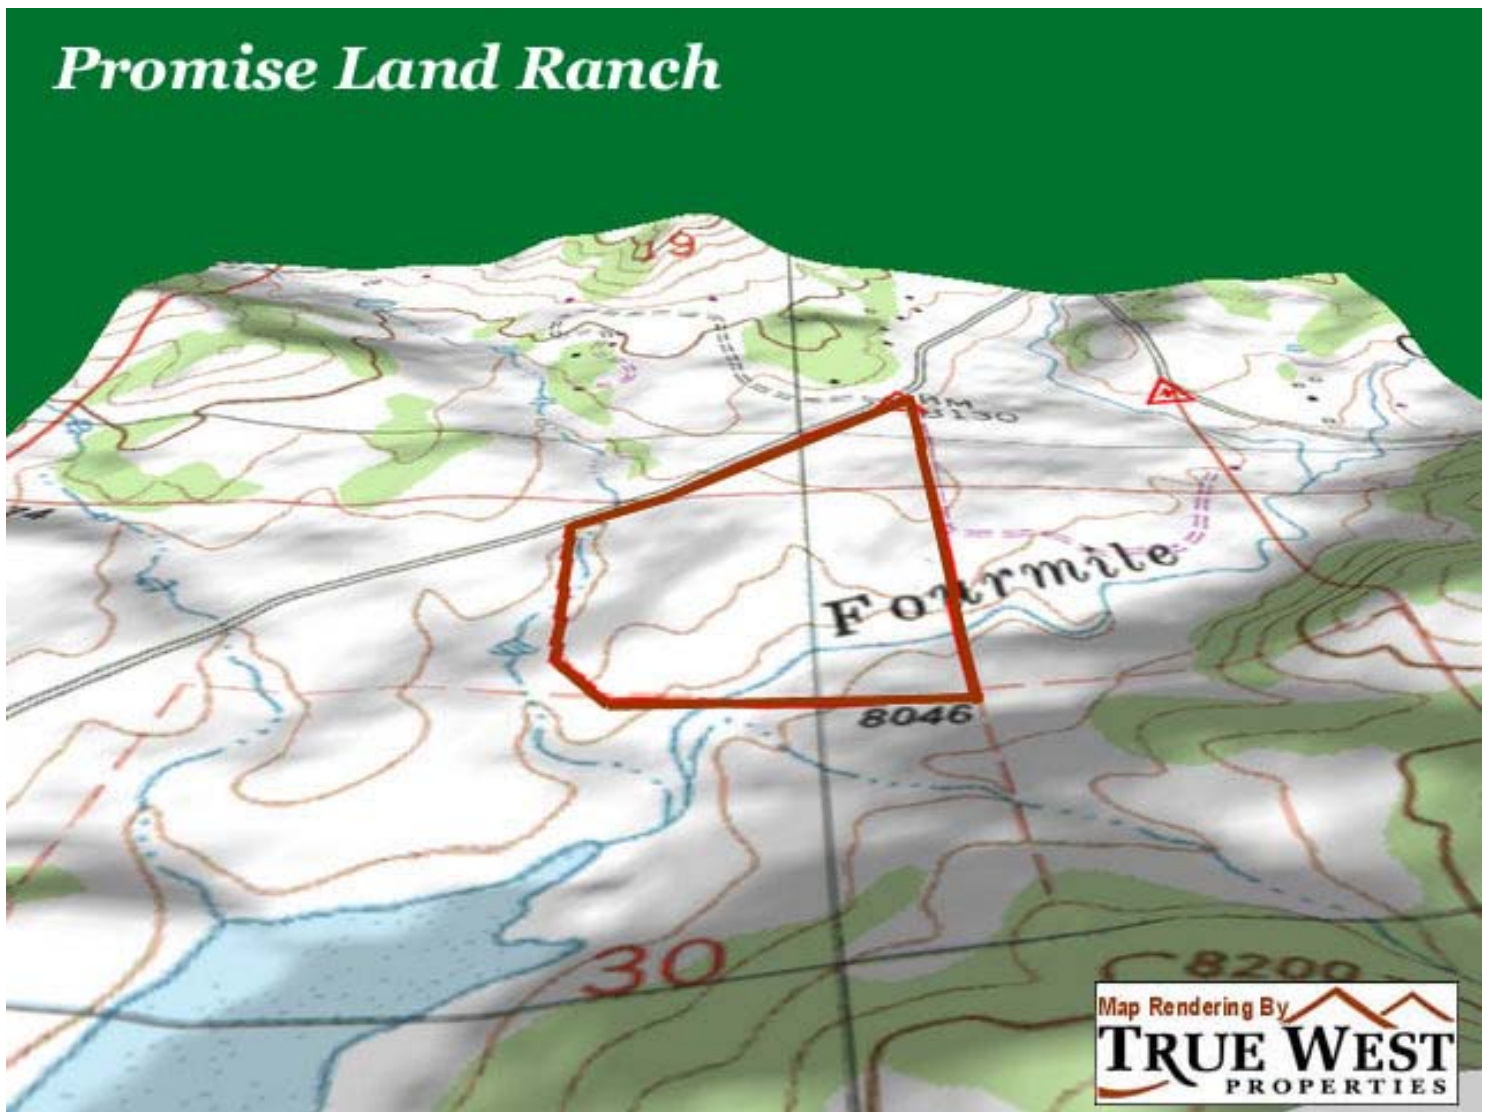 Promise Land Ranch
19
BM
8130
Fourmile
8046
30
8200
Map Rendering By
TRUE WEST
PROPERTIES